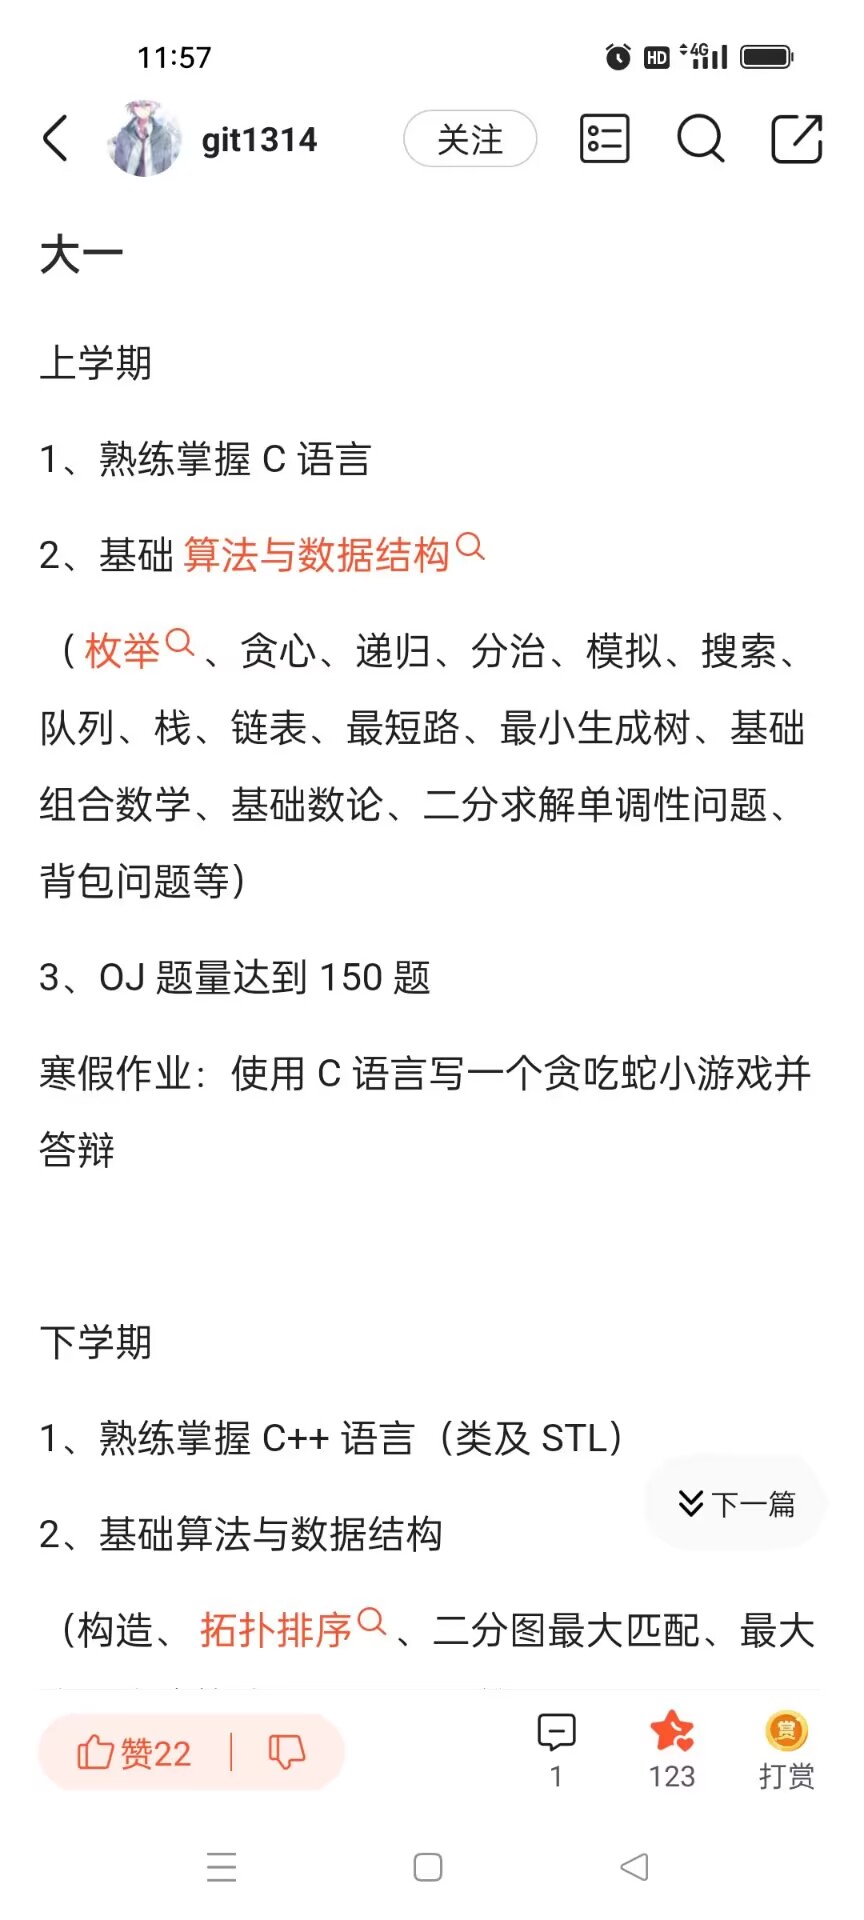 11:57
HD 4G
git1314
关注
大一
上学期
1、熟练掌握 C 语言
2、基础 算法与数据结构
（ 枚举 、贪心、递归、分治、模拟、搜索、
队列、栈、链表、最短路、最小生成树、基础
组合数学、基础数论、二分求解单调性问题、
背包问题等）
3、OJ 题量达到 150 题
寒假作业：使用 C 语言写一个贪吃蛇小游戏并
答辩
下学期
1、熟练掌握 C++ 语言（类及 STL）
下一篇
2、基础算法与数据结构
（构造、 拓扑排序 、二分图最大匹配、最大
赞22
1
123
赏
打赏